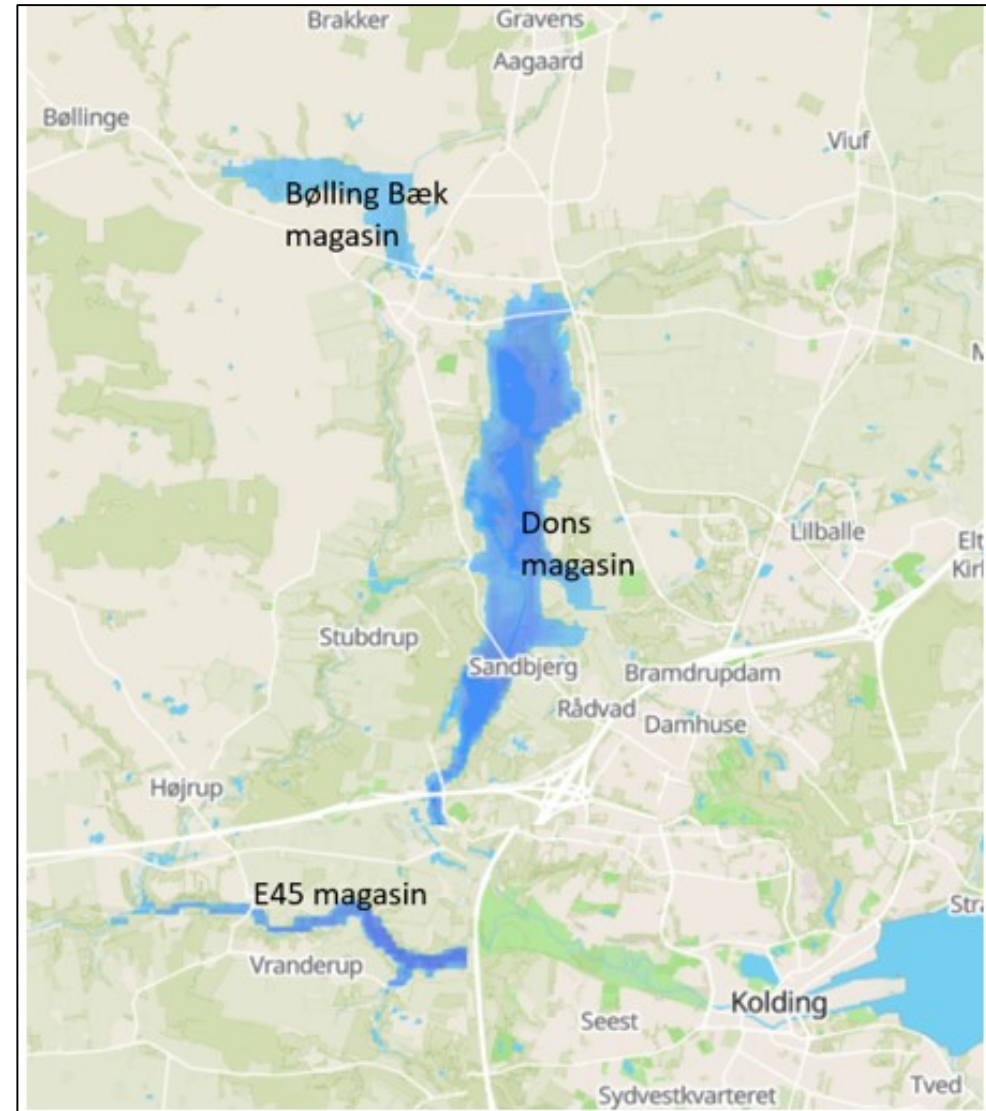 Brakker
Gravens
Aagaard
Bøllinge
Viuf
Bølling Bæk
magasin
Dons
magasin
Lilballe
Stubdrup
Sandbjerg
Bramdrupdam
Rådvad
Damhuse
Højrup
E45 magasin
Vranderup
Kolding
Seest
Sydvestkvarteret
Tved